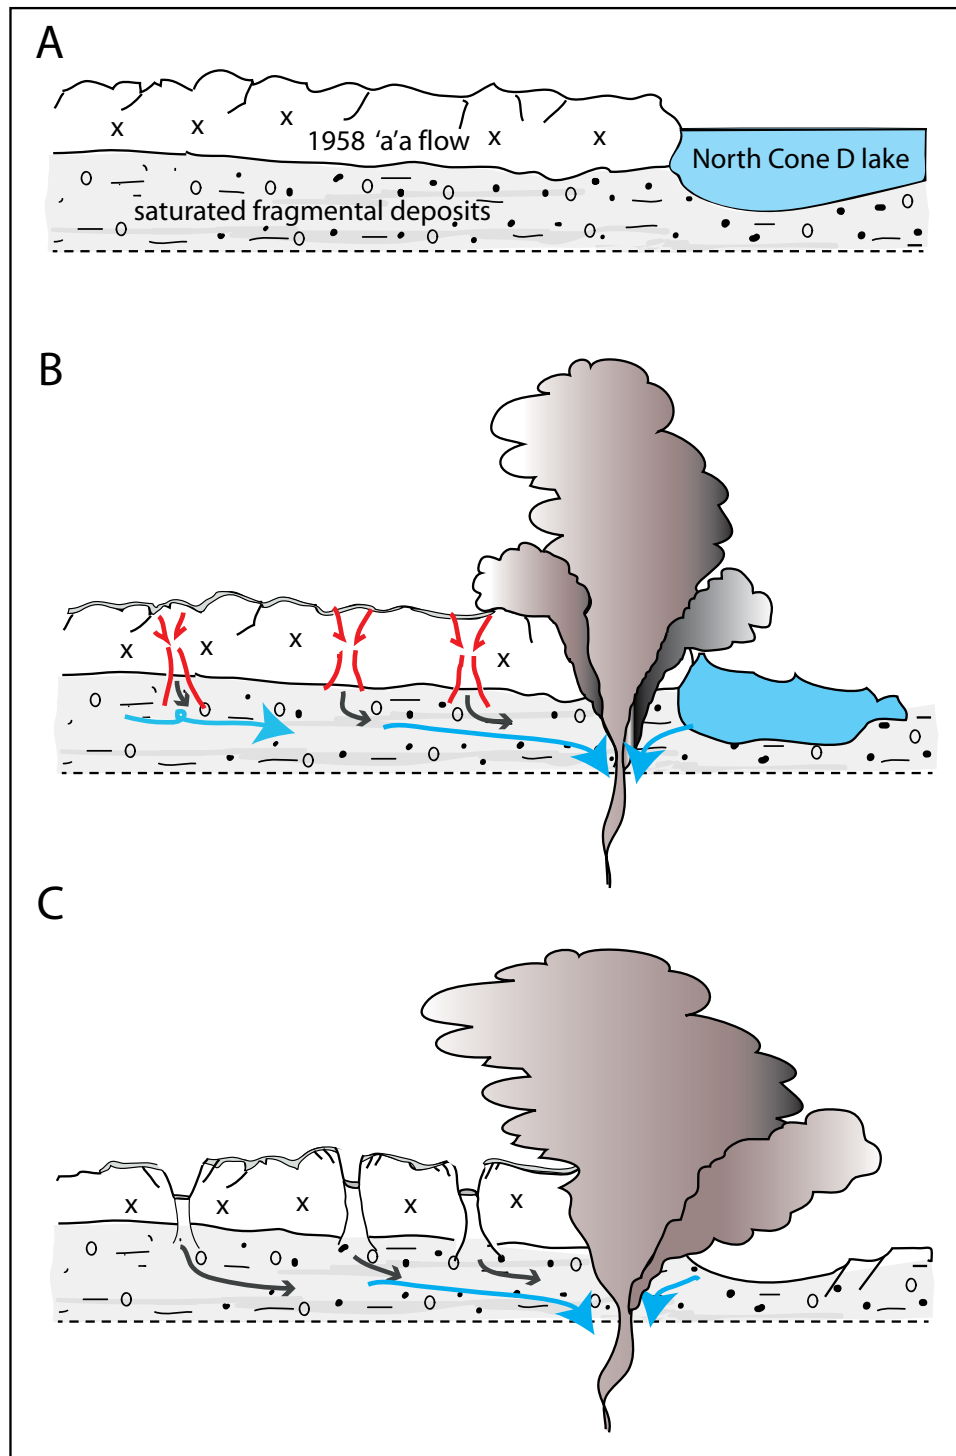 A
x x x x x
1958 ‘a’a flow
North Cone D lake
saturated fragmental deposits
B
x x x x
C
x x x x